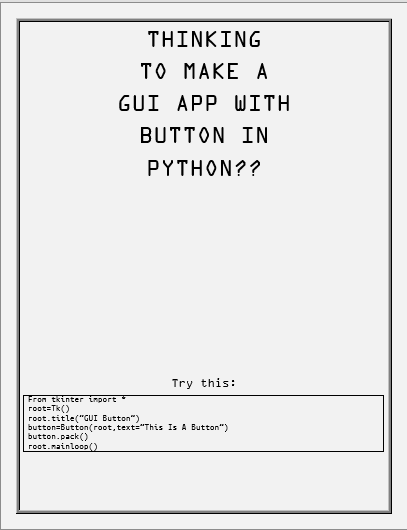 THINKING
TO MAKE A
GUI APP WITH
BUTTON IN
PYTHON??
Try this:
From tkinter import *
root=Tk()
root.title("GUI Button")
button=Button(root,text="This Is A Button")
button.pack()
root.mainloop()